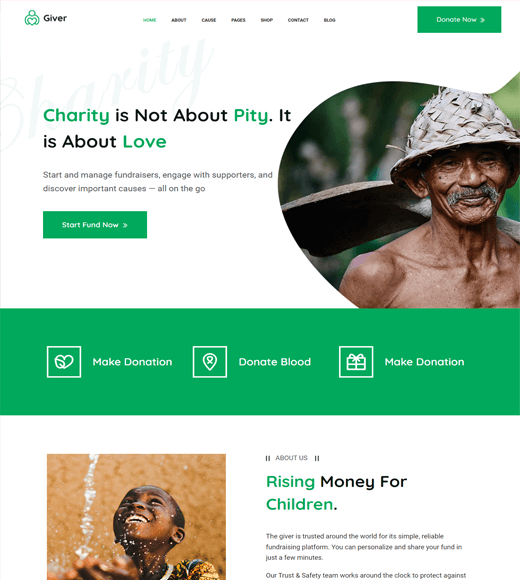 Giver
HOME ABOUT CAUSE PAGES SHOP CONTACT BLOG
Donate Now »
Charity
Charity is Not About Pity. It
is About Love
Start and manage fundraisers, engage with supporters, and
discover important causes — all on the go
Start Fund Now »
Make Donation
Donate Blood
Make Donation
ABOUT US
Rising Money For
Children.
The giver is trusted around the world for its simple, reliable
fundraising platform. You can personalize and share your fund in
just a few minutes.
Our Trust & Safety team works around the clock to protect against